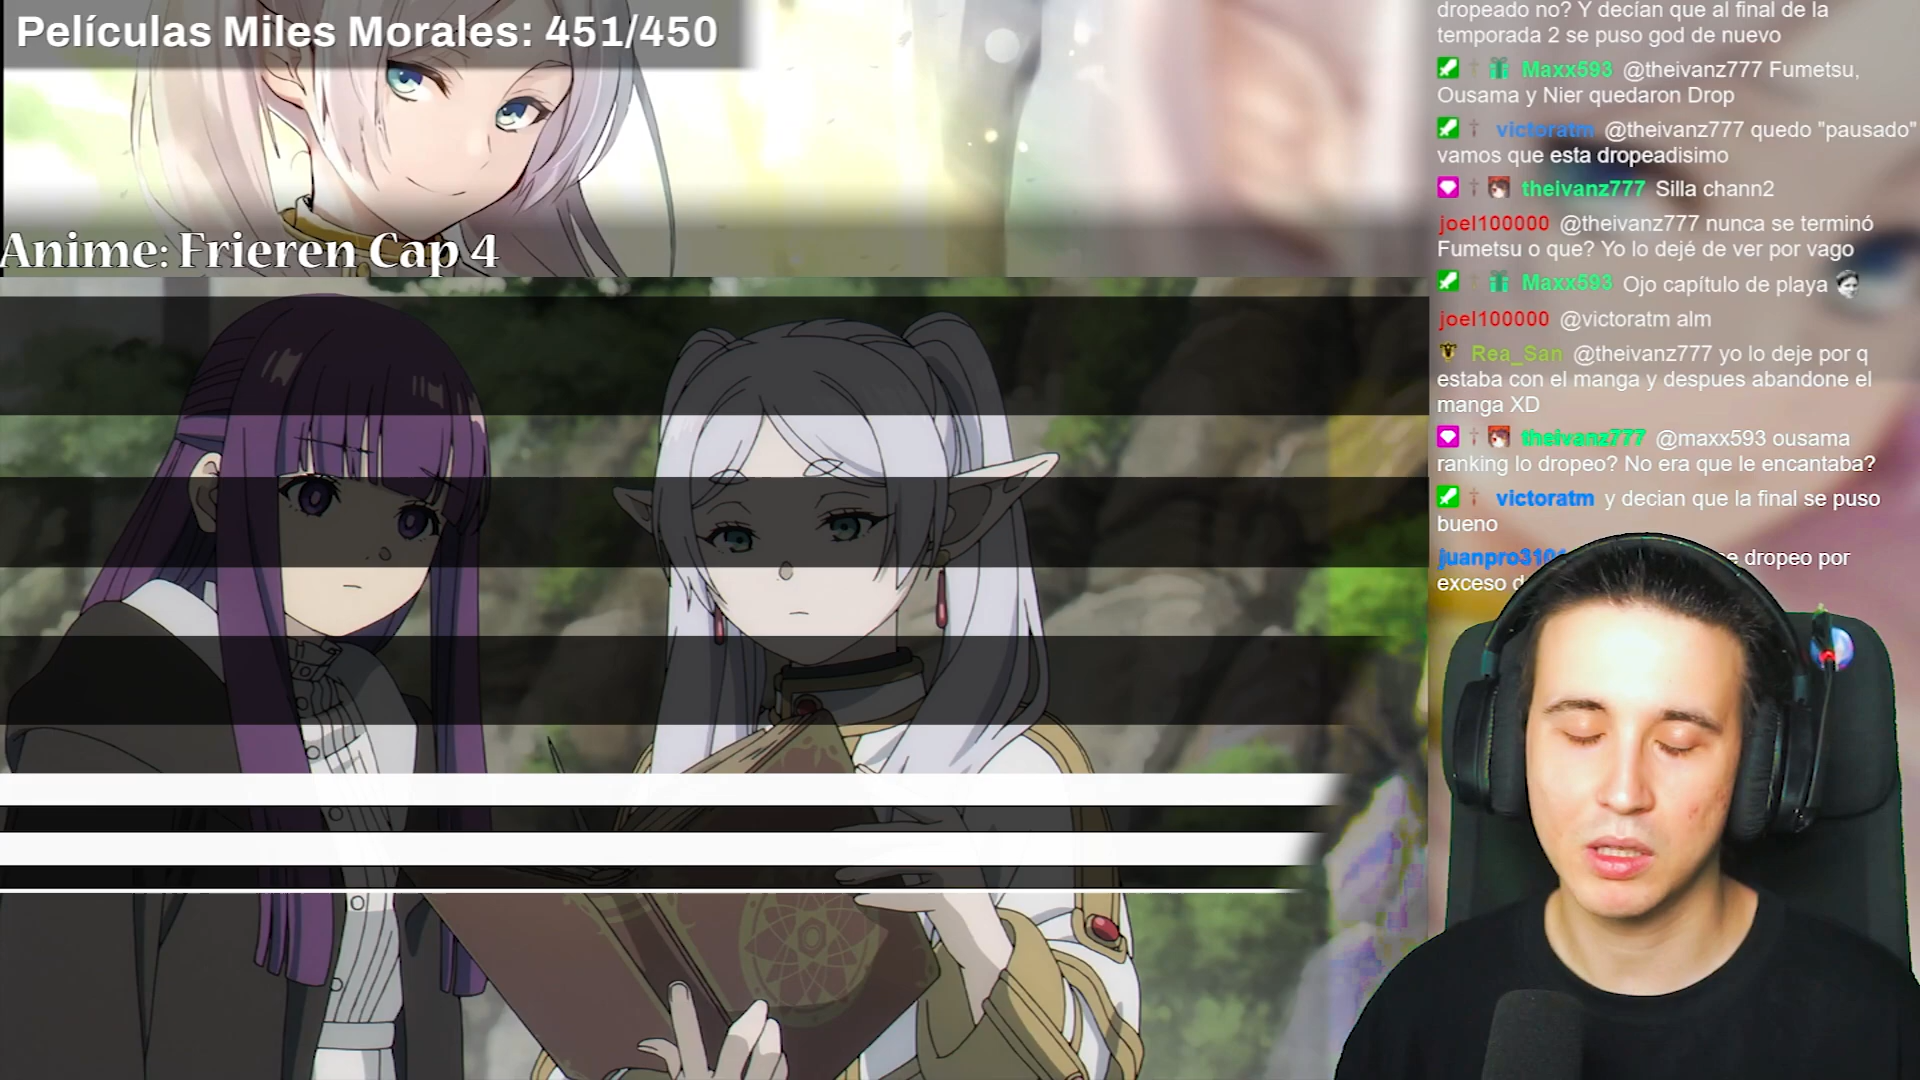 Películas Miles Morales: 451/450
Anime: Frieren Cap 4
dropeado no? Y decían que al final de la
temporada 2 se puso god de nuevo
Maxx593 @theivanz777 Fumetsu,
Ousama y Nier quedaron Drop
victoratm @theivanz777 quedo "pausado"
vamos que esta dropeadisimo
theivanz777 Silla chann2
joel100000 @theivanz777 nunca se terminó
Fumetsu o que? Yo lo dejé de ver por vago
Maxx593 Ojo capítulo de playa
joel100000 @victoratm alm
Rea_San @theivanz777 yo lo deje por q
estaba con el manga y despues abandone el
manga XD
theivanz777 @maxx593 ousama
ranking lo dropeo? No era que le encantaba?
victoratm y decian que la final se puso
bueno
dropeo por
exceso